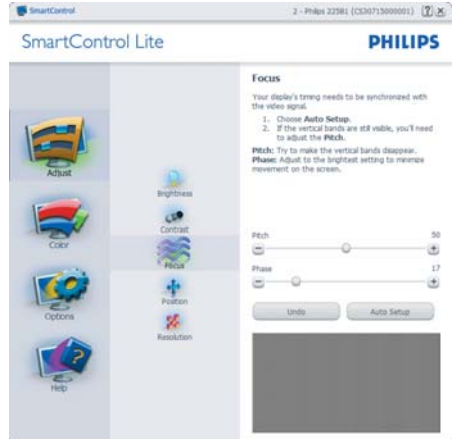 SmartControl
2 - Philips 225B1 (CS30715000001)
SmartControl Lite
PHILIPS
Adjust
Color
Options
Help
Brightness
Contrast
Focus
Position
Resolution
Focus
Your display's timing needs to be synchronized with
the video signal.
1. Choose Auto Setup.
2. If the vertical bands are still visible, you'll need
to adjust the Pitch.
Pitch: Try to make the vertical bands disappear.
Phase: Adjust to the brightest setting to minimize
movement on the screen.
Pitch 50
Phase 17
Undo Auto Setup